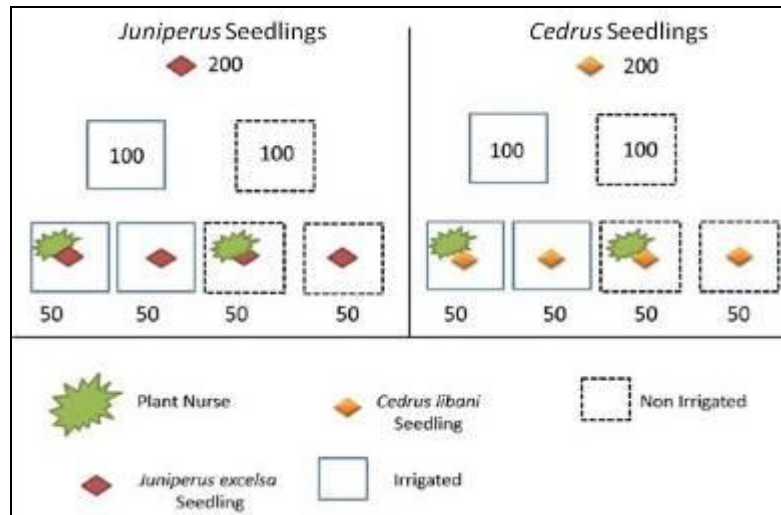 Juniperus Seedlings
200
100
100
50
50
50
50
Cedrus Seedlings
200
100
100
50
50
50
50
Plant Nurse
Cedrus libani
Seedling
Non Irrigated
Juniperus excelsa
Seedling
Irrigated